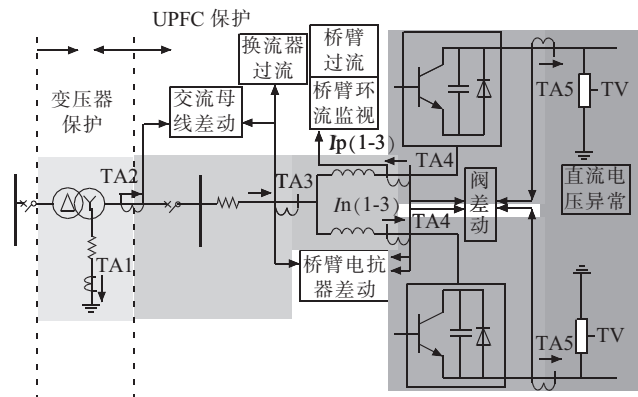 UPFC 保护
变压器
保护
换流器
过流
桥臂
过流
桥臂环
流监视
交流母
线差动
Ip(1-3)
TA4
TA5
TV
TA2
TA3
In(1-3)
TA4
阀
差
动
直流电
压异常
TA1
桥臂电抗
器差动
TA5
TV
Δ
Y